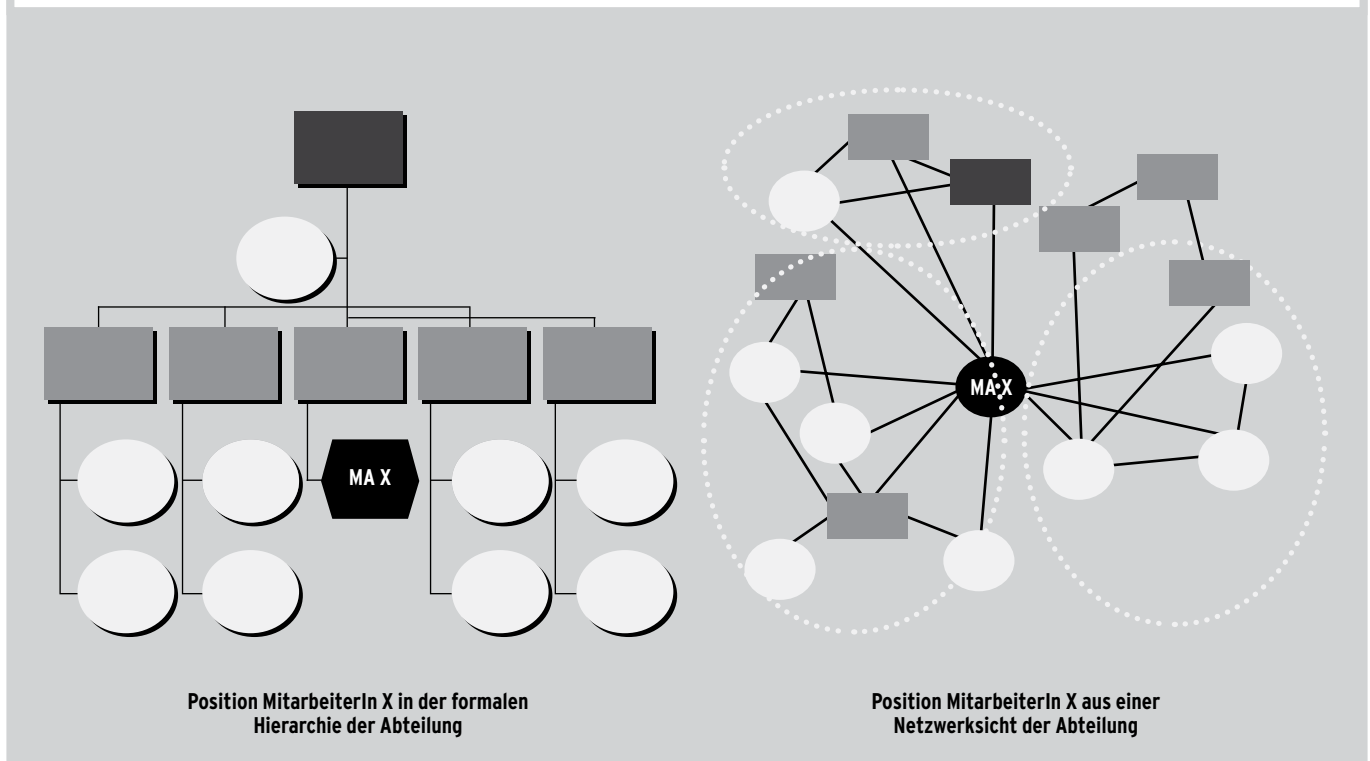 MA X
MA X
Position MitarbeiterIn X in der formalen
Hierarchie der Abteilung
Position MitarbeiterIn X aus einer
Netzwerksicht der Abteilung